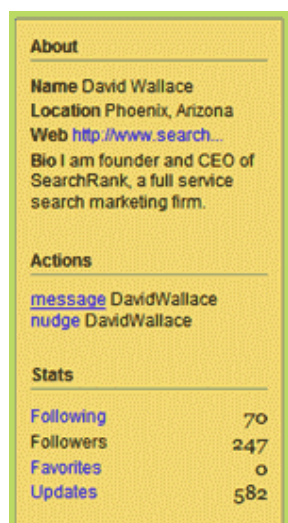 About
Name David Wallace
Location Phoenix, Arizona
Web http://www.search...
Bio I am founder and CEO of
SearchRank, a full service
search marketing firm.
Actions
message DavidWallace
nudge DavidWallace
Stats
Following 70
Followers 247
Favorites 0
Updates 582